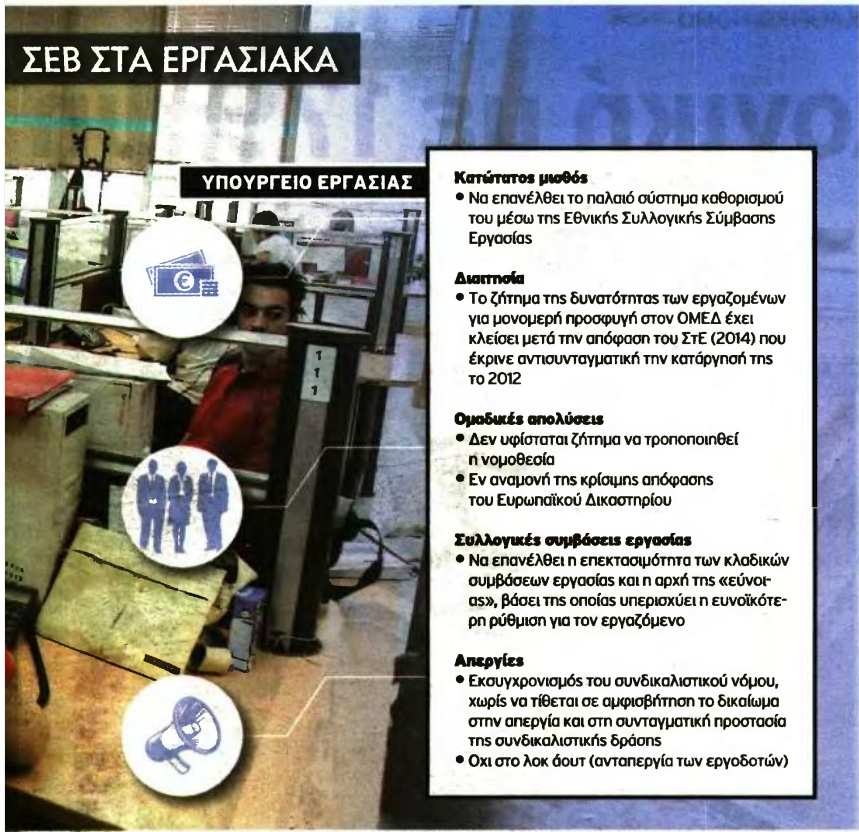 ΣΕΒ ΣΤΑ ΕΡΓΑΣΙΑΚΑ
ΥΠΟΥΡΓΕΙΟ ΕΡΓΑΣΙΑΣ
Κατώτατος μισθός
• Να επανέλθει το παλαιό σύστημα καθορισμού
του μέσω της Εθνικής Συλλογικής Σύμβασης
Εργασίας
Διαιτησία
• Το ζήτημα της δυνατότητας των εργαζομένων
για μονομερή προσφυγή στον ΟΜΕΔ έχει
κλείσει μετά την απόφαση του ΣτΕ (2014) που
έκρινε αντισυνταγματική την κατάργησή της
το 2012
Ομαδικές απολύσεις
• Δεν υφίσταται ζήτημα να τροποποιηθεί
η νομοθεσία
• Εν αναμονή της κρίσιμης απόφασης
του Ευρωπαϊκού Δικαστηρίου
Συλλογικές συμβάσεις εργασίας
• Να επανέλθει η επεκτασιμότητα των κλαδικών
συμβάσεων εργασίας και η αρχή της «εύνοι-
ας», βάσει της οποίας υπερισχύει η ευνοϊκότε-
ρη ρύθμιση για τον εργαζόμενο
Απεργίες
• Εκσυγχρονισμός του συνδικαλιστικού νόμου,
χωρίς να τίθεται σε αμφισβήτηση το δικαίωμα
στην απεργία και στη συνταγματική προστασία
της συνδικαλιστικής δράσης
• Οχι στο λοκ άουτ (ανταπεργία των εργοδοτών)